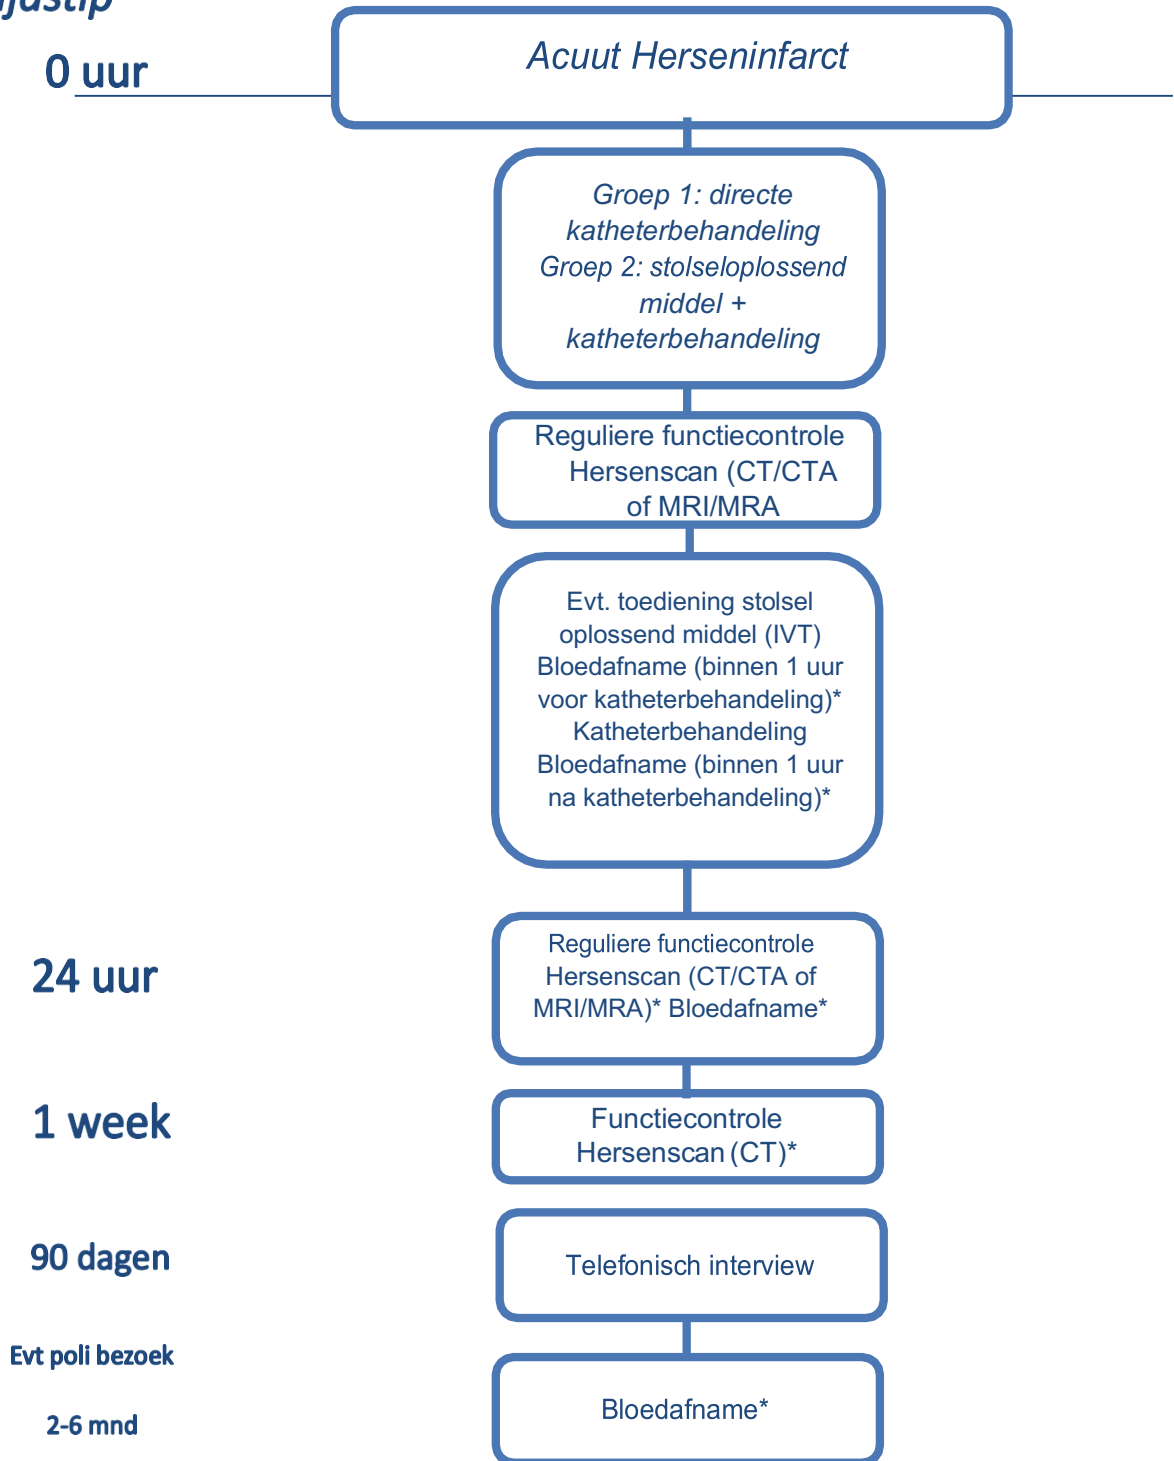 0 uur
Acuut Herseninfarct
Groep 1: directe
katheterbehandeling
Groep 2: stolseloplossend
middel +
katheterbehandeling
Reguliere functiecontrole
Hersenscan (CT/CTA
of MRI/MRA
Evt. toediening stolsel
oplossend middel (IVT)
Bloedafname (binnen 1 uur
voor katheterbehandeling)*
Katheterbehandeling
Bloedafname (binnen 1 uur
na katheterbehandeling)*
24 uur
Reguliere functiecontrole
Hersenscan (CT/CTA of
MRI/MRA)* Bloedafname*
1 week
Functiecontrole
Hersenscan (CT)*
90 dagen
Telefonisch interview
Evt poli bezoek
2-6 mnd
Bloedafname*